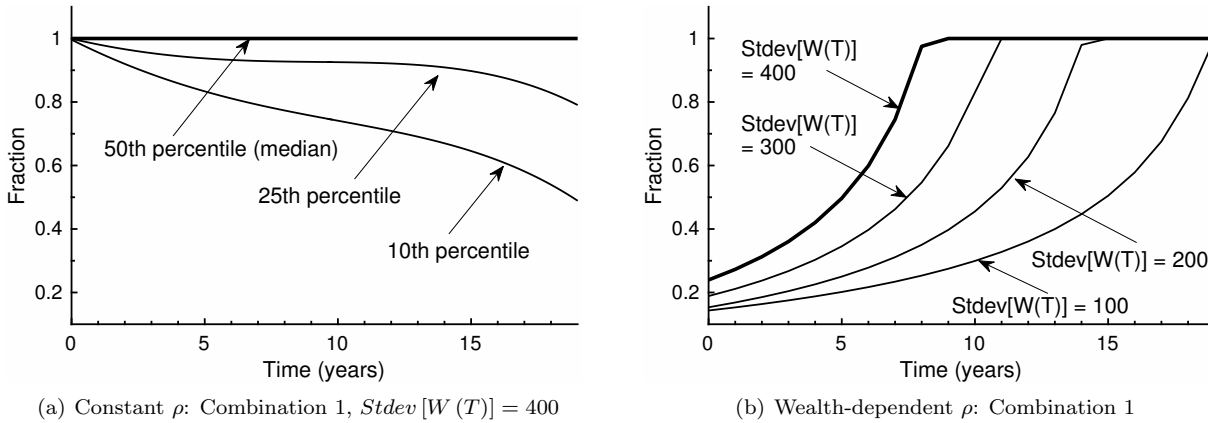 1
0.8
0.6
0.4
0.2
Fraction
0
5
10
15
Time (years)
50th percentile (median)
25th percentile
10th percentile
(a) Constant ρ: Combination 1, Stdev [W (T)] = 400
1
0.8
0.6
0.4
0.2
Fraction
0
5
10
15
Time (years)
Stdev[W(T)]
= 400
Stdev[W(T)]
= 300
Stdev[W(T)] = 200
Stdev[W(T)] = 100
(b) Wealth-dependent ρ: Combination 1